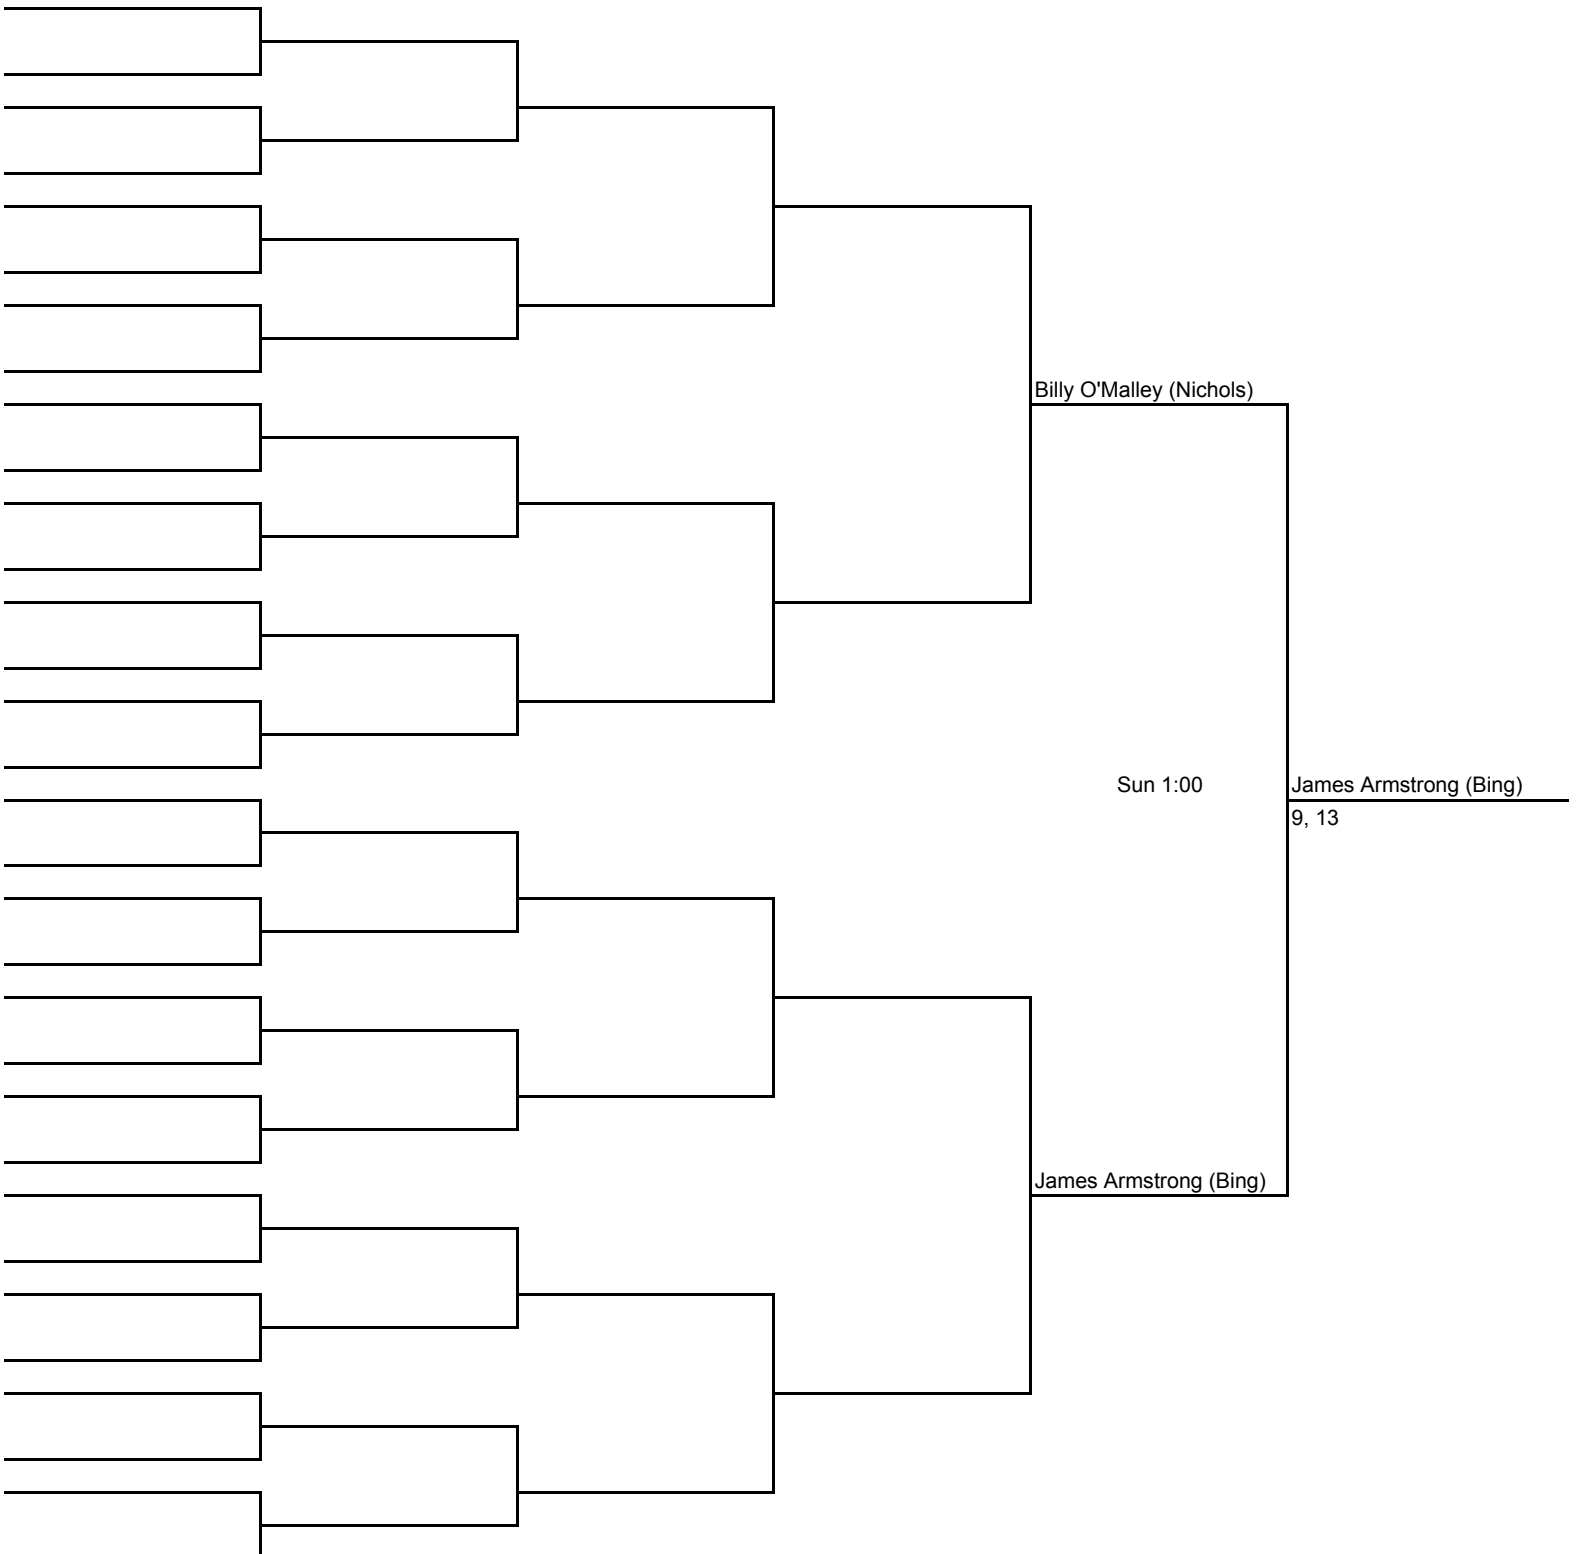 Billy O'Malley (Nichols)
Sun 1:00
James Armstrong (Bing)
9, 13
James Armstrong (Bing)